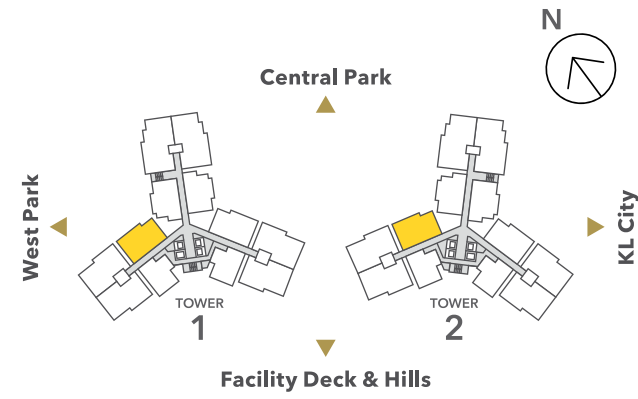 N
Central Park
West Park
KL City
TOWER
1
TOWER
2
Facility Deck & Hills